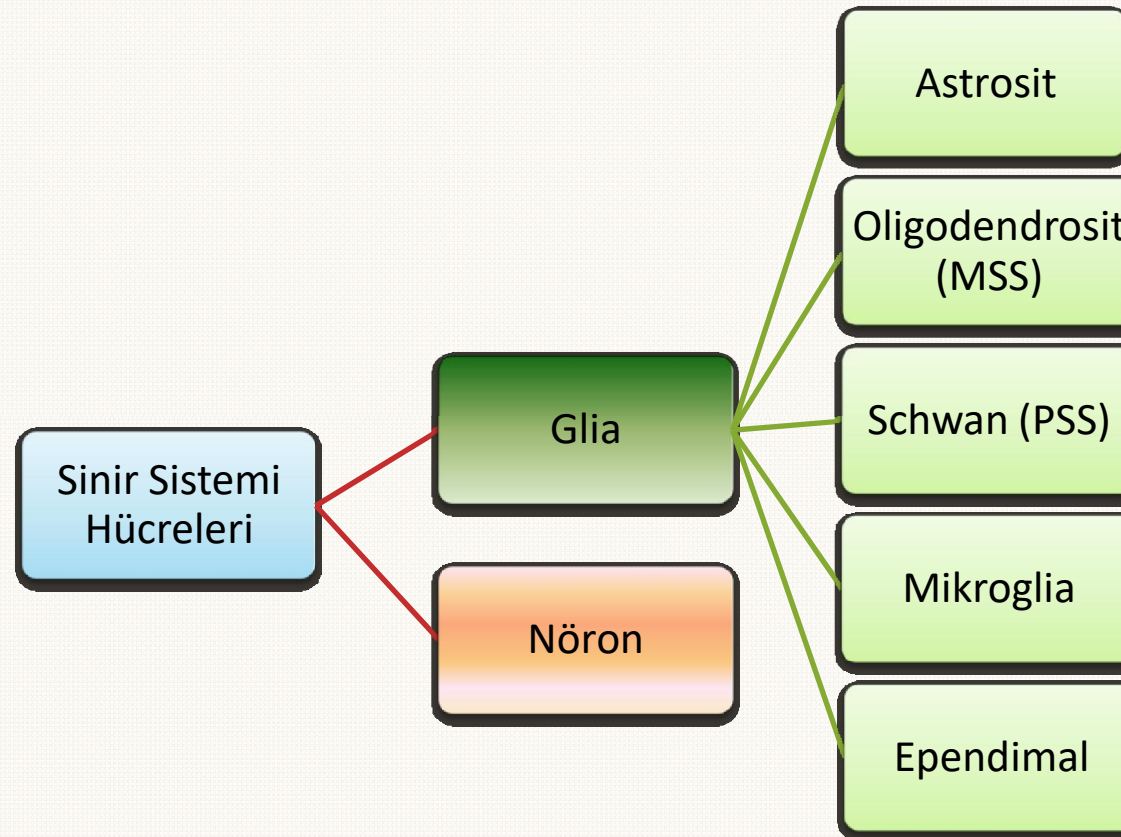 Sinir Sistemi
Hücreleri
Glia
Nöron
Astrosit
Oligodendrosit
(MSS)
Schwan (PSS)
Mikroglia
Ependimal